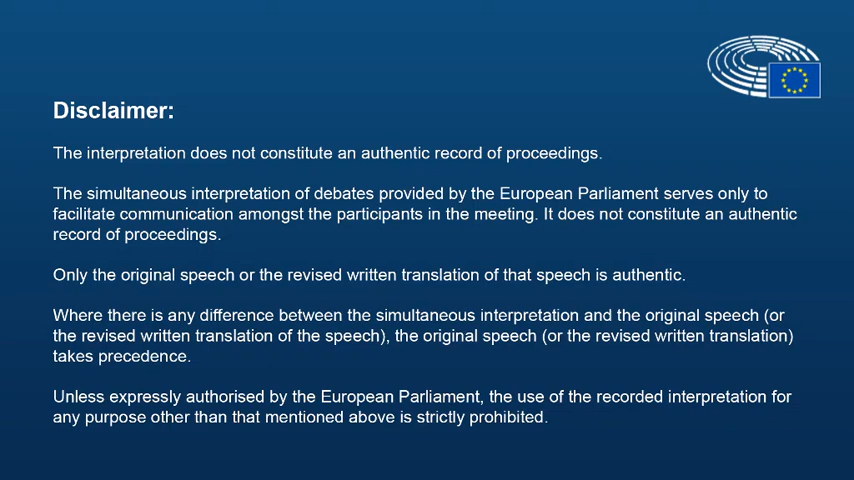 Disclaimer:
The interpretation does not constitute an authentic record of proceedings.
The simultaneous interpretation of debates provided by the European Parliament serves only to
facilitate communication amongst the participants in the meeting. It does not constitute an authentic
record of proceedings.
Only the original speech or the revised written translation of that speech is authentic.
Where there is any difference between the simultaneous interpretation and the original speech (or
the revised written translation of the speech), the original speech (or the revised written translation)
takes precedence.
Unless expressly authorised by the European Parliament, the use of the recorded interpretation for
any purpose other than that mentioned above is strictly prohibited.